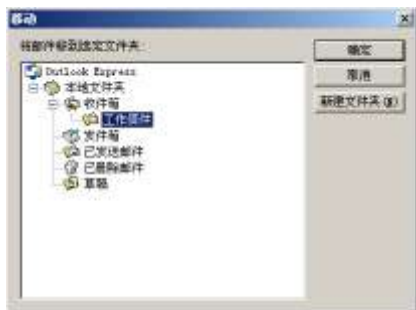 移动
将邮件移到选定文件夹:
确定
取消
新建文件夹(N)
Outlook Express
本地文件夹
收件箱
工作邮件
发件箱
已发送邮件
已删除邮件
草稿